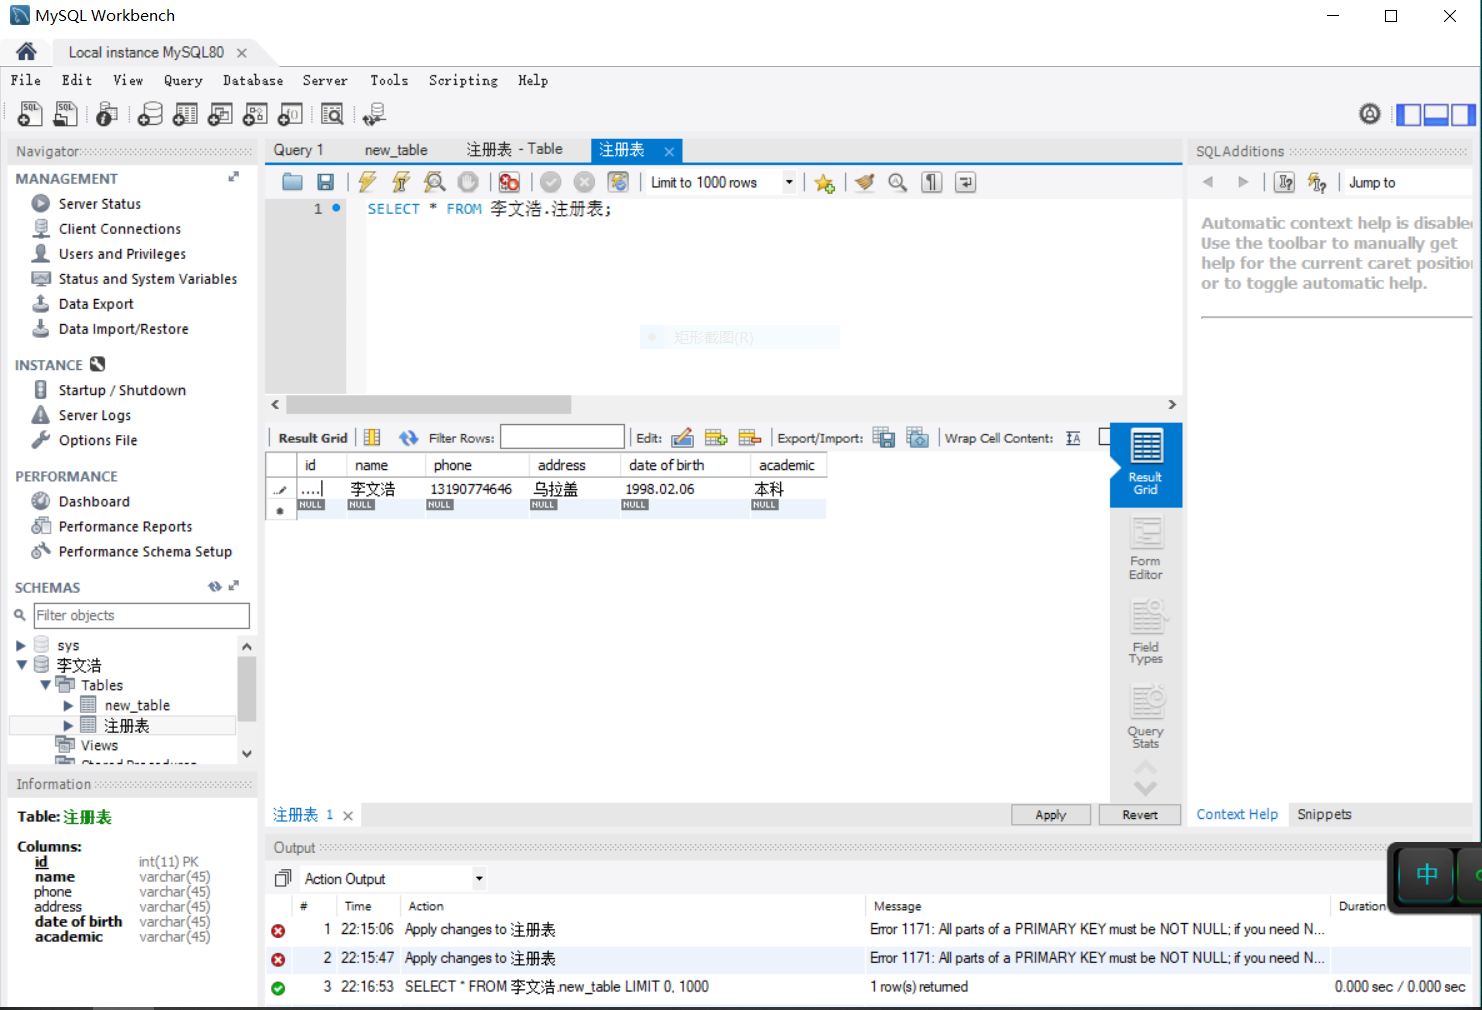 MySQL Workbench
Local instance MySQL80
File Edit View Query Database Server Tools Scripting Help
Navigator
MANAGEMENT
Server Status
Client Connections
Users and Privileges
Status and System Variables
Data Export
Data Import/Restore
INSTANCE
Startup / Shutdown
Server Logs
Options File
PERFORMANCE
Dashboard
Performance Reports
Performance Schema Setup
SCHEMAS
Filter objects
sys
李文浩
Tables
new_table
注册表
Views
Stored Procedures
Information
Table: 注册表
Columns:
id int(11) PK
name varchar(45)
phone varchar(45)
address varchar(45)
date of birth varchar(45)
academic varchar(45)
Query 1 new_table 注册表 - Table 注册表
Limit to 1000 rows
1 SELECT * FROM 李文浩.注册表;
矩形截图(R)
Result Grid Filter Rows: Edit: Export/Import: Wrap Cell Content:
id name phone address date of birth academic
.... 李文浩 13190774646 乌拉盖 1998.02.06 本科
NULL NULL NULL NULL NULL NULL
Result Grid
Form Editor
Field Types
Query Stats
注册表 1
Apply Revert
SQLAdditions
Jump to
Automatic context help is disable
Use the toolbar to manually get
help for the current caret position
or to toggle automatic help.
Context Help Snippets
Output
Action Output
# Time Action Message Duration
1 22:15:06 Apply changes to 注册表 Error 1171: All parts of a PRIMARY KEY must be NOT NULL; if you need N...
2 22:15:47 Apply changes to 注册表 Error 1171: All parts of a PRIMARY KEY must be NOT NULL; if you need N...
3 22:16:53 SELECT * FROM 李文浩.new_table LIMIT 0, 1000 1 row(s) returned 0.000 sec / 0.000 sec
中